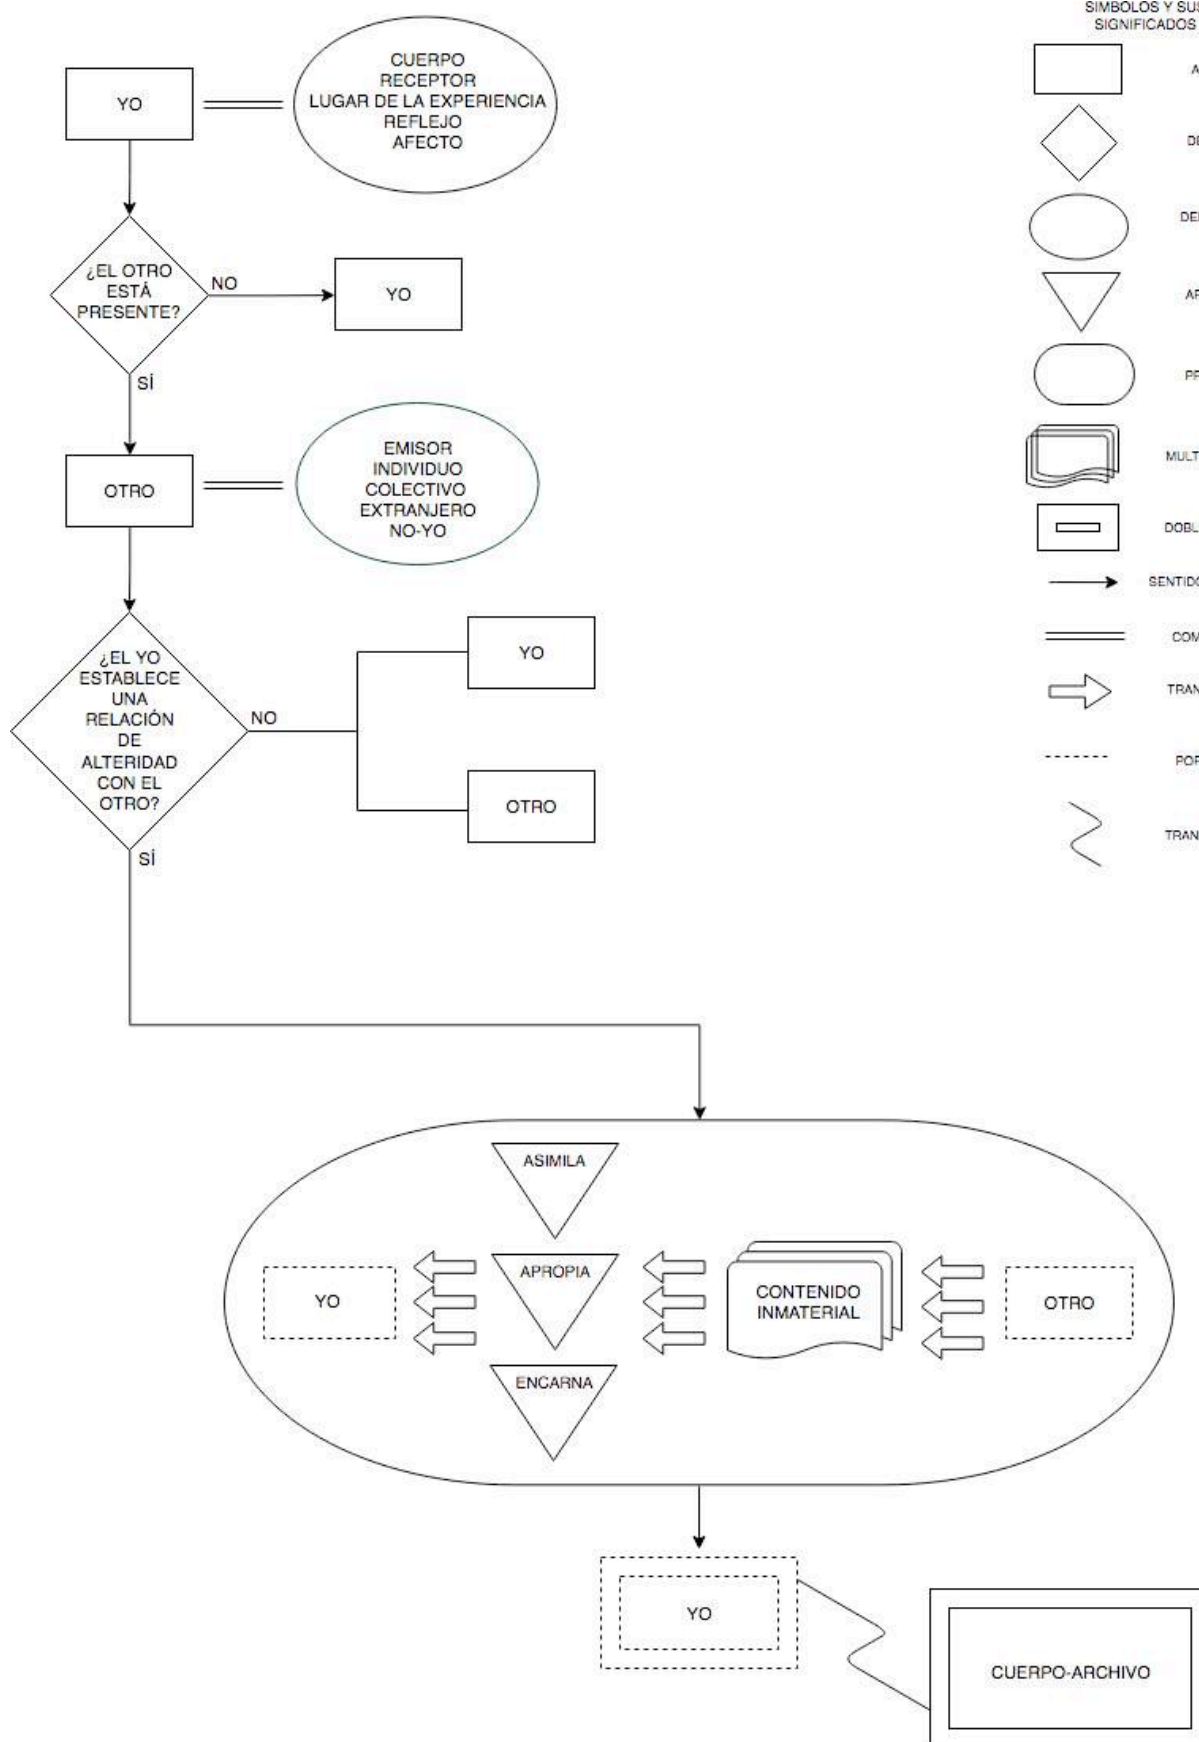 SIMBOLOS Y SUS
SIGNIFICADOS
YO
CUERPO
RECEPTOR
LUGAR DE LA EXPERIENCIA
REFLEJO
AFECTO
¿EL OTRO
ESTÁ
PRESENTE?
NO
YO
SÍ
OTRO
EMISOR
INDIVIDUO
COLECTIVO
EXTRANJERO
NO-YO
¿EL YO
ESTABLECE
UNA
RELACIÓN
DE
ALTERIDAD
CON EL
OTRO?
NO
YO
OTRO
SÍ
ASIMILA
APROPIA
ENCARNA
YO
CONTENIDO
INMATERIAL
OTRO
YO
CUERPO-ARCHIVO